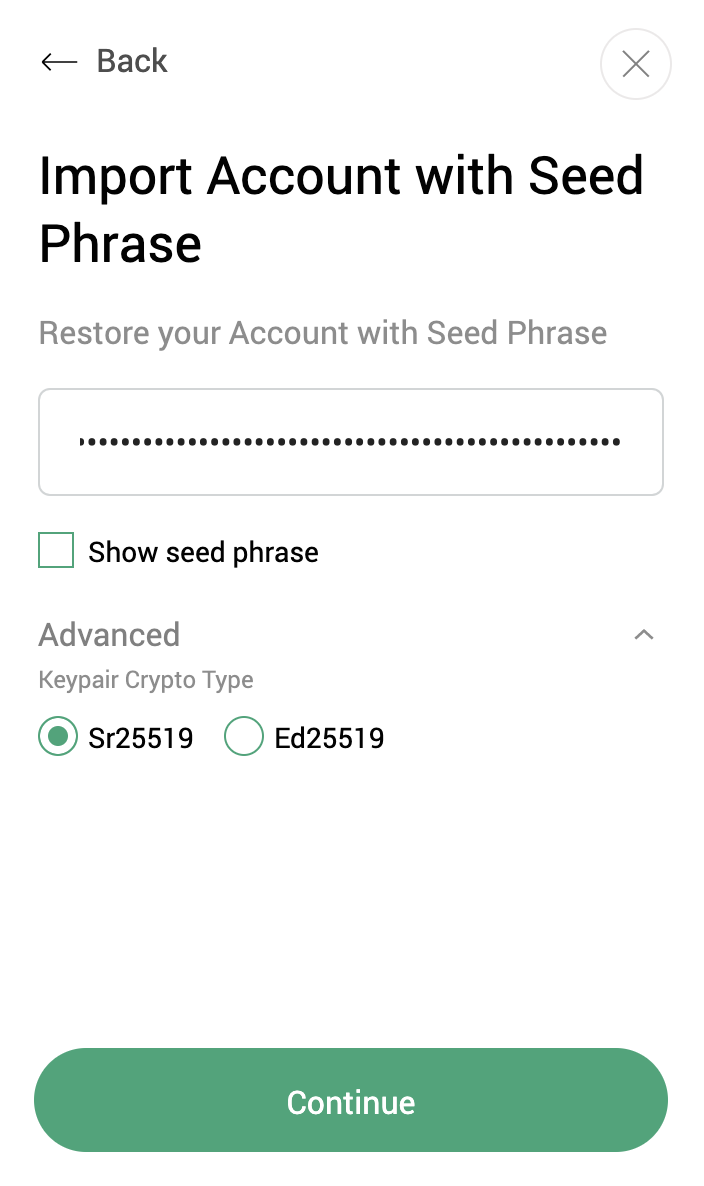 Back
Import Account with Seed
Phrase
Restore your Account with Seed Phrase
Show seed phrase
Advanced
Keypair Crypto Type
Sr25519 Ed25519
Continue